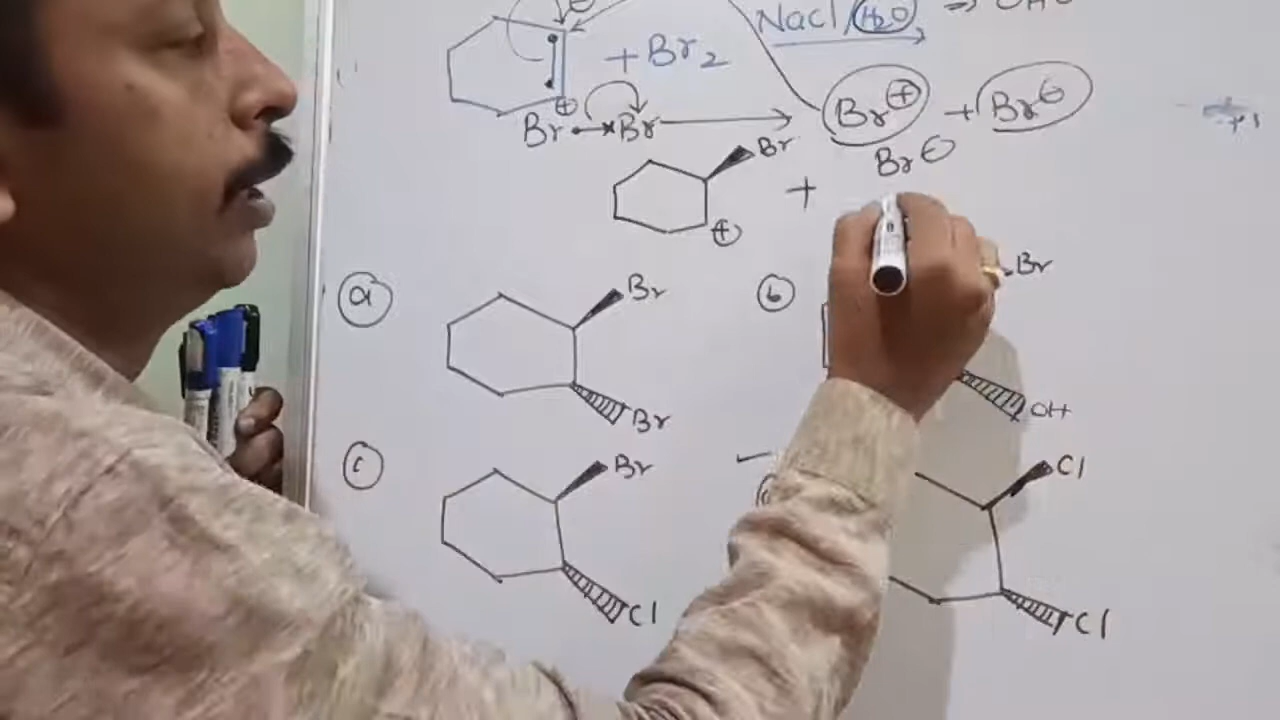 NaCl/H2O
+ Br2
⊕
Br Br
Br⊕ + Br⊖
Br
Br⊖
+
⊕
(a) Br
Br
(b) Br
OH
(c) Br
Cl
Cl
Cl